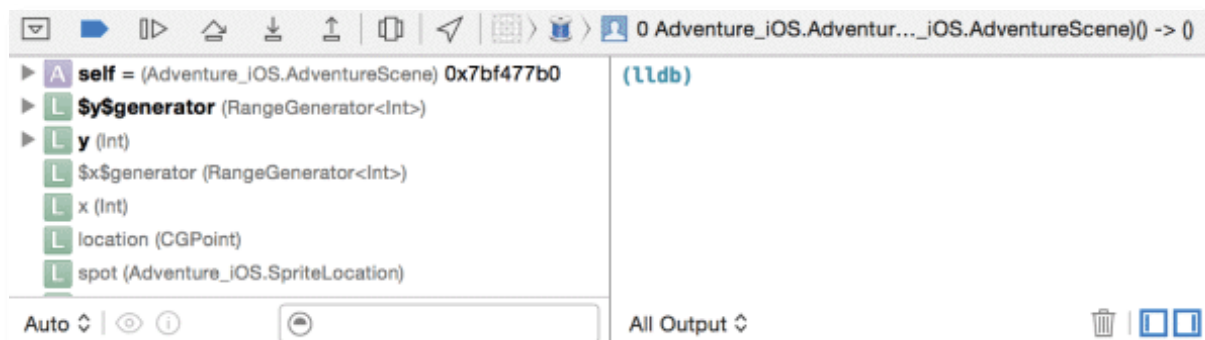 0 Adventure_iOS.Adventur..._iOS.AdventureScene)() -> ()
A self = (Adventure_iOS.AdventureScene) 0x7bf477b0
L $y$generator (RangeGenerator<Int>)
L y (Int)
L $x$generator (RangeGenerator<Int>)
L x (Int)
L location (CGPoint)
L spot (Adventure_iOS.SpriteLocation)
(lldb)
Auto
All Output